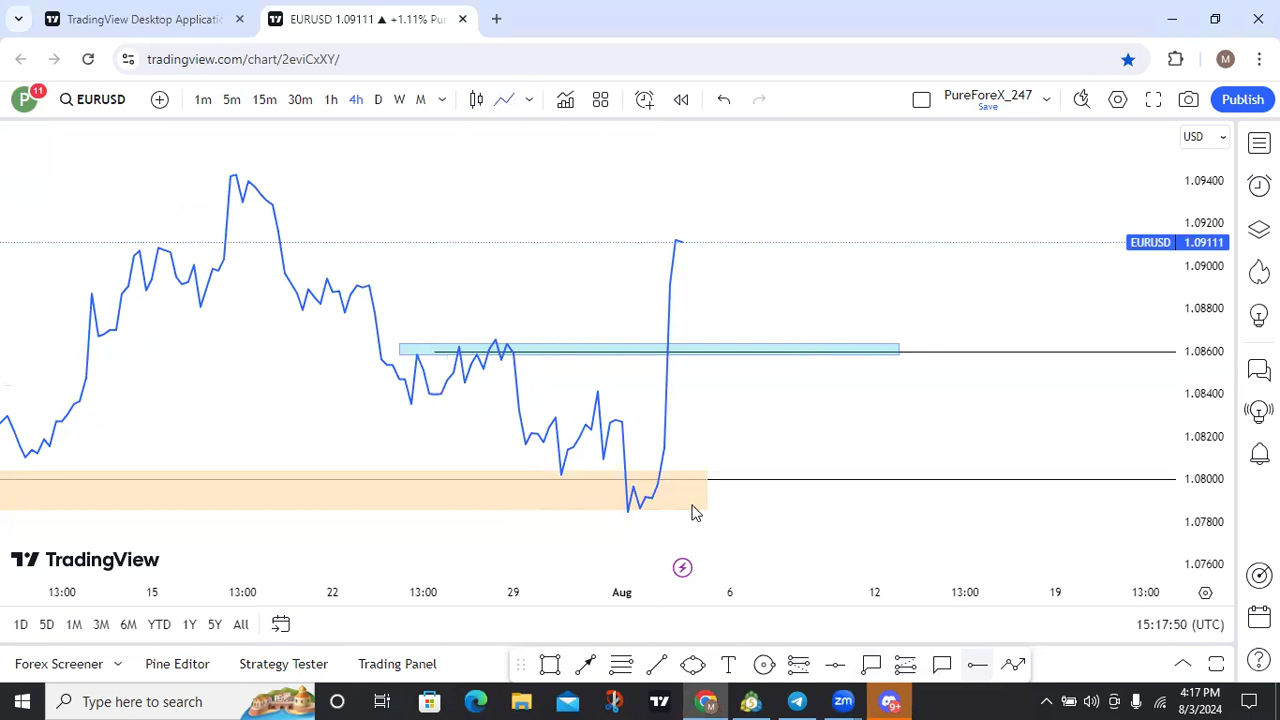 TradingView Desktop Applicati
EURUSD 1.09111 ▲ +1.11% Pu
tradingview.com/chart/2eviCxXY/
M
P
11
EURUSD
1m 5m 15m 30m 1h 4h D W M
PureForeX_247
Save
Publish
USD
1.09400
1.09200
EURUSD 1.09111
1.09000
1.08800
1.08600
1.08400
1.08200
1.08000
1.07800
1.07600
TradingView
13:00 15 13:00 22 13:00 29 Aug 6 12 13:00 19 13:00
1D 5D 1M 3M 6M YTD 1Y 5Y All
15:17:50 (UTC)
Forex Screener Pine Editor Strategy Tester Trading Panel
Type here to search
zm
9+
4:17 PM
8/3/2024